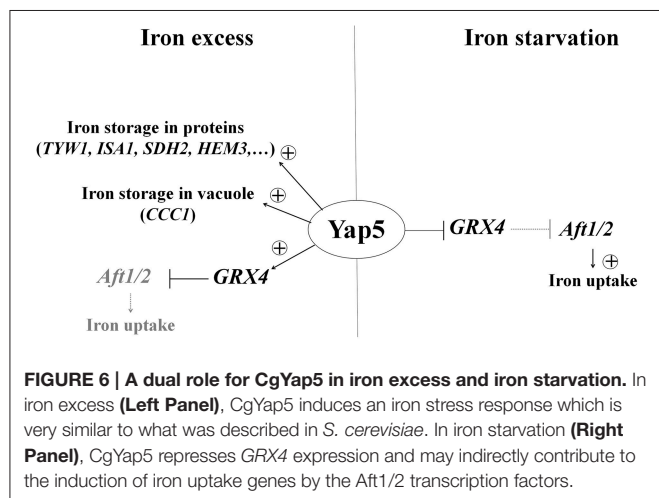 Iron excess
Iron starvation
Iron storage in proteins
(TYW1, ISA1, SDH2, HEM3,...) ⊕
Iron storage in vacuole ⊕
(CCC1)
Yap5
GRX4
Aft1/2
⊕
Iron uptake
⊕
Aft1/2
GRX4
Iron uptake
FIGURE 6 | A dual role for CgYap5 in iron excess and iron starvation. In
iron excess (Left Panel), CgYap5 induces an iron stress response which is
very similar to what was described in S. cerevisiae. In iron starvation (Right
Panel), CgYap5 represses GRX4 expression and may indirectly contribute to
the induction of iron uptake genes by the Aft1/2 transcription factors.